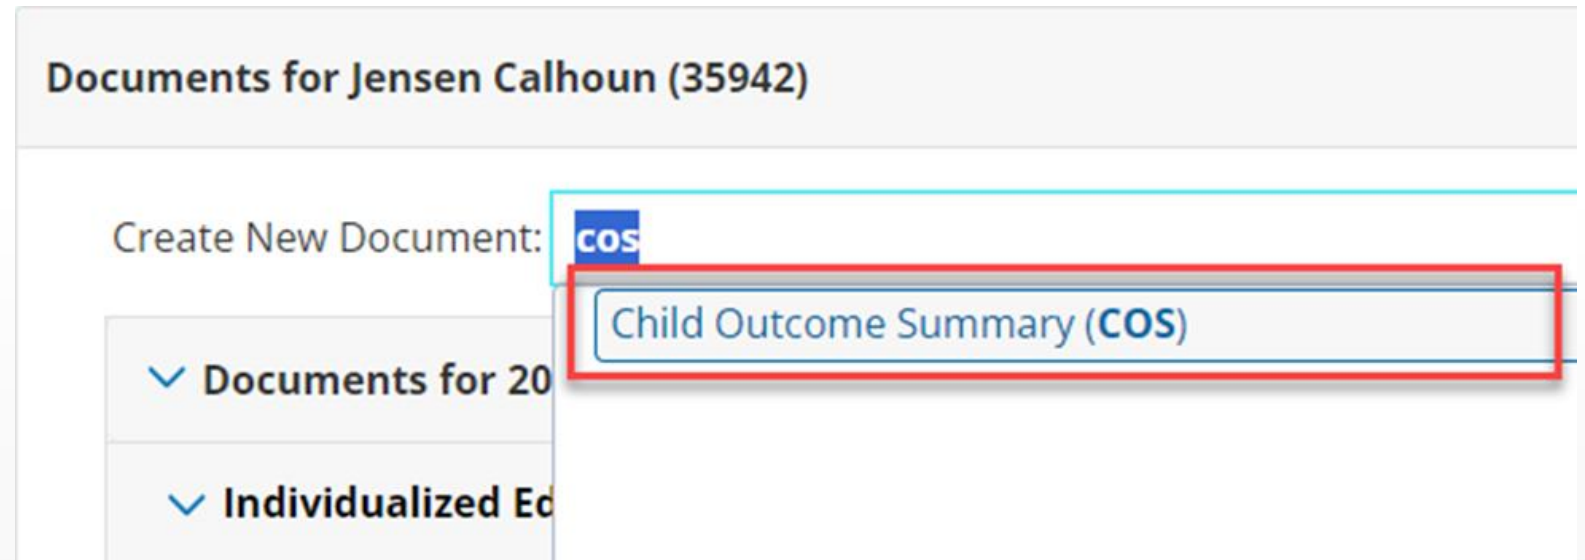 Documents for Jensen Calhoun (35942)
Create New Document: cos
Child Outcome Summary (COS)
Documents for 20
Individualized Ed